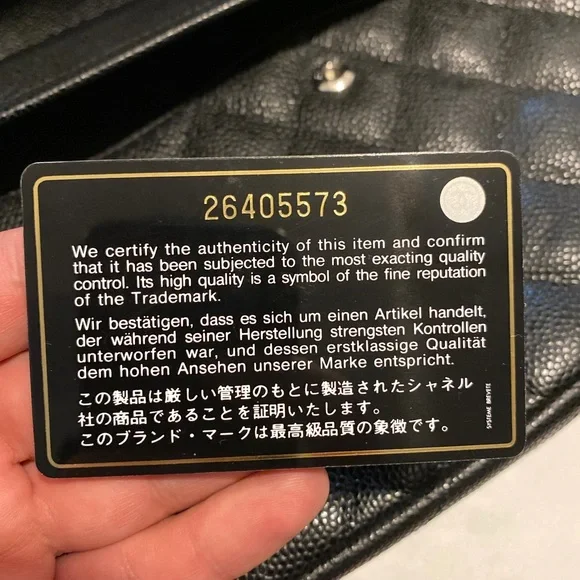 26405573
We certify the authenticity of this item and confirm
that it has been subjected to the most exacting quality
control. Its high quality is a symbol of the fine reputation
of the Trademark.
Wir bestätigen, dass es sich um einen Artikel handelt,
der während seiner Herstellung strengsten Kontrollen
unterworfen war, und dessen erstklassige Qualität
dem hohen Ansehen unserer Marke entspricht.
この製品は厳しい管理のもとに製造されたシャネル
社の商品であることを証明いたします。
このブランド・マークは最高級品質の象徴です。
SYSTEME BREVETE